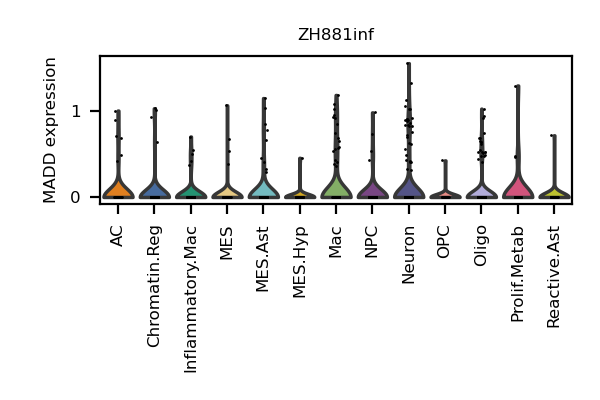 ZH881inf
MADD expression
1
0
AC
Chromatin.Reg
Inflammatory.Mac
MES
MES.Ast
MES.Hyp
Mac
NPC
Neuron
OPC
Oligo
Prolif.Metab
Reactive.Ast